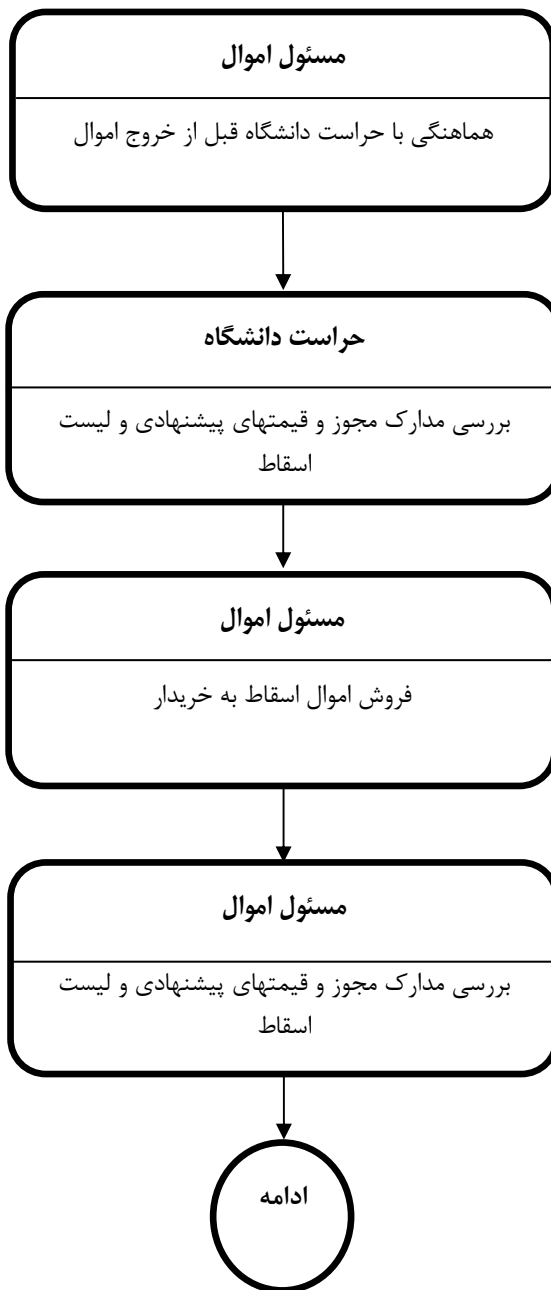 مسئول اموال
هماهنگی با حراست دانشگاه قبل از خروج اموال
حراست دانشگاه
بررسی مدارک مجوز و قیمتهای پیشنهادی و لیست
اسقاط
مسئول اموال
فروش اموال اسقاط به خریدار
مسئول اموال
بررسی مدارک مجوز و قیمتهای پیشنهادی و لیست
اسقاط
ادامه